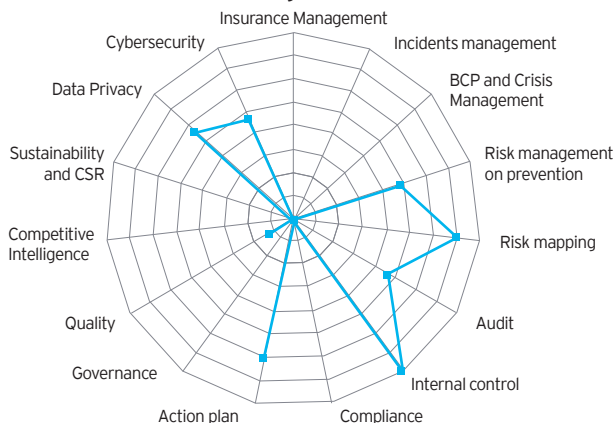 Insurance Management
Cybersecurity
Incidents management
Data Privacy
BCP and Crisis
Management
Sustainability
and CSR
Risk management
on prevention
Competitive
Intelligence
Risk mapping
Quality
Audit
Governance
Internal control
Action plan
Compliance